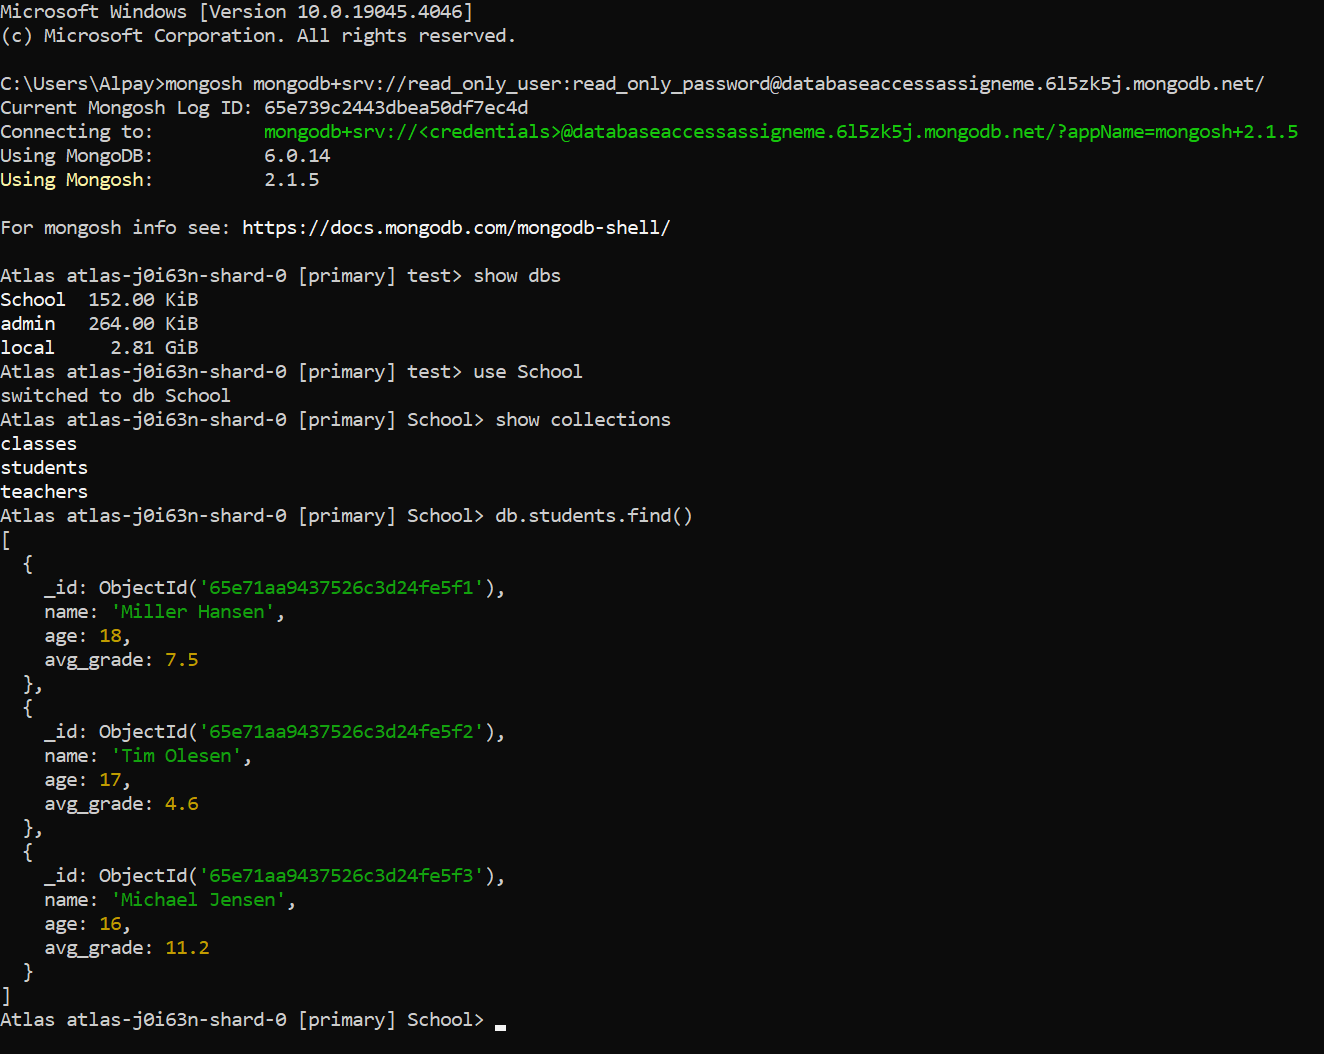 Microsoft Windows [Version 10.0.19045.4046]
(c) Microsoft Corporation. All rights reserved.

C:\Users\Alpay>mongosh mongodb+srv://read_only_user:read_only_password@databaseaccessassigneme.6l5zk5j.mongodb.net/
Current Mongosh Log ID: 65e739c2443dbea50df7ec4d
Connecting to:          mongodb+srv://<credentials>@databaseaccessassigneme.6l5zk5j.mongodb.net/?appName=mongosh+2.1.5
Using MongoDB:          6.0.14
Using Mongosh:          2.1.5

For mongosh info see: https://docs.mongodb.com/mongodb-shell/

Atlas atlas-j0i63n-shard-0 [primary] test> show dbs
School  152.00 KiB
admin   264.00 KiB
local     2.81 GiB
Atlas atlas-j0i63n-shard-0 [primary] test> use School
switched to db School
Atlas atlas-j0i63n-shard-0 [primary] School> show collections
classes
students
teachers
Atlas atlas-j0i63n-shard-0 [primary] School> db.students.find()
[
  {
    _id: ObjectId('65e71aa9437526c3d24fe5f1'),
    name: 'Miller Hansen',
    age: 18,
    avg_grade: 7.5
  },
  {
    _id: ObjectId('65e71aa9437526c3d24fe5f2'),
    name: 'Tim Olesen',
    age: 17,
    avg_grade: 4.6
  },
  {
    _id: ObjectId('65e71aa9437526c3d24fe5f3'),
    name: 'Michael Jensen',
    age: 16,
    avg_grade: 11.2
  }
]
Atlas atlas-j0i63n-shard-0 [primary] School>